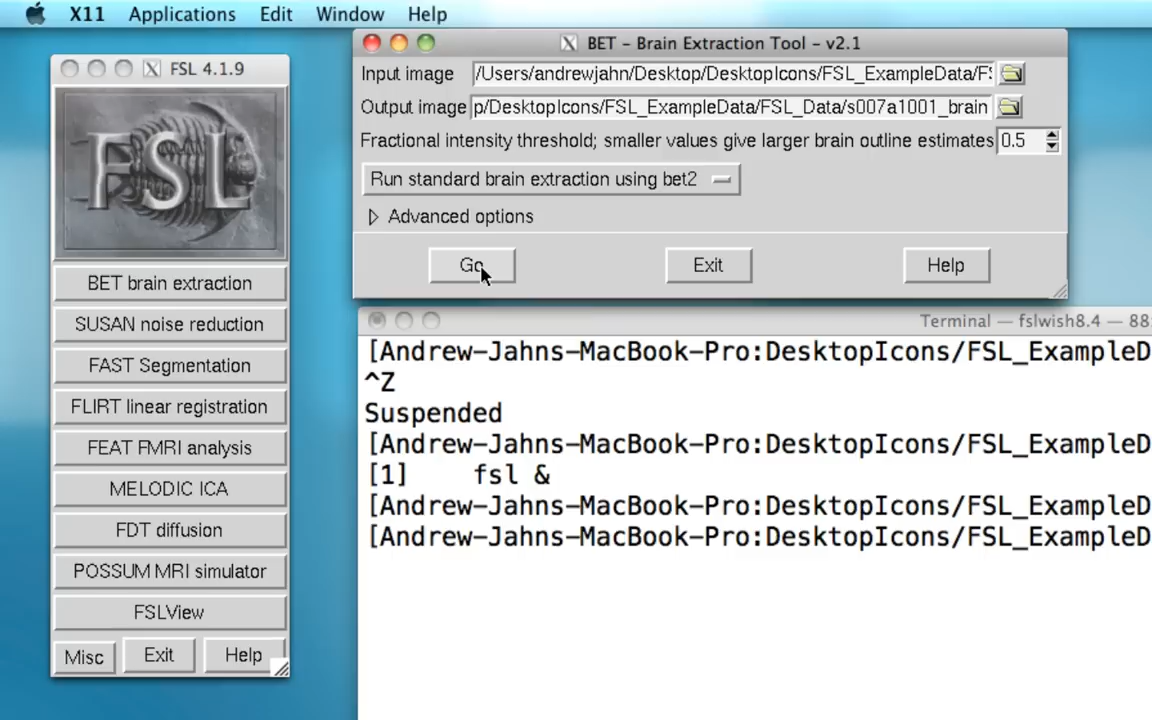 X11 Applications Edit Window Help
X FSL 4.1.9
FSL
BET brain extraction
SUSAN noise reduction
FAST Segmentation
FLIRT linear registration
FEAT FMRI analysis
MELODIC ICA
FDT diffusion
POSSUM MRI simulator
FSLView
Misc Exit Help
X BET - Brain Extraction Tool - v2.1
Input image /Users/andrewjahn/Desktop/DesktopIcons/FSL_ExampleData/FS
Output image p/DesktopIcons/FSL_ExampleData/FSL_Data/s007a1001_brain
Fractional intensity threshold; smaller values give larger brain outline estimates 0.5
Run standard brain extraction using bet2
Advanced options
Go Exit Help
Terminal — fslwish8.4 — 88
[Andrew-Jahns-MacBook-Pro:DesktopIcons/FSL_ExampleD
^Z
Suspended
[Andrew-Jahns-MacBook-Pro:DesktopIcons/FSL_ExampleD
[1] fsl &
[Andrew-Jahns-MacBook-Pro:DesktopIcons/FSL_ExampleD
[Andrew-Jahns-MacBook-Pro:DesktopIcons/FSL_ExampleD